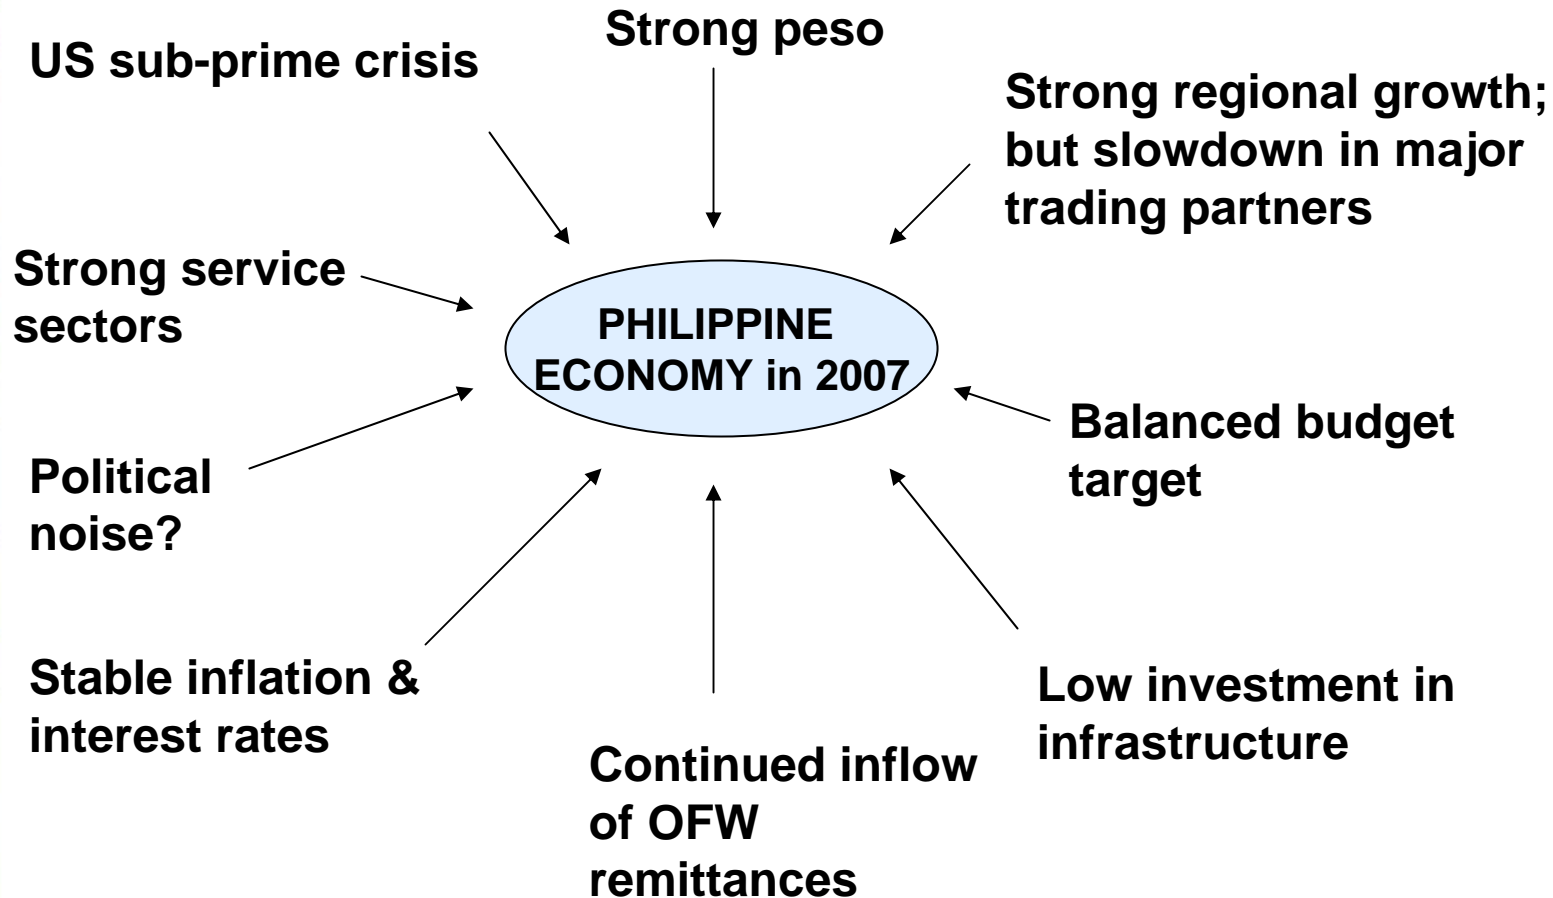 Strong peso
US sub-prime crisis
Strong regional growth;
but slowdown in major
trading partners
Strong service
sectors
PHILIPPINE
ECONOMY in 2007
Balanced budget
target
Political
noise?
Stable inflation &
interest rates
Low investment in
infrastructure
Continued inflow
of OFW
remittances